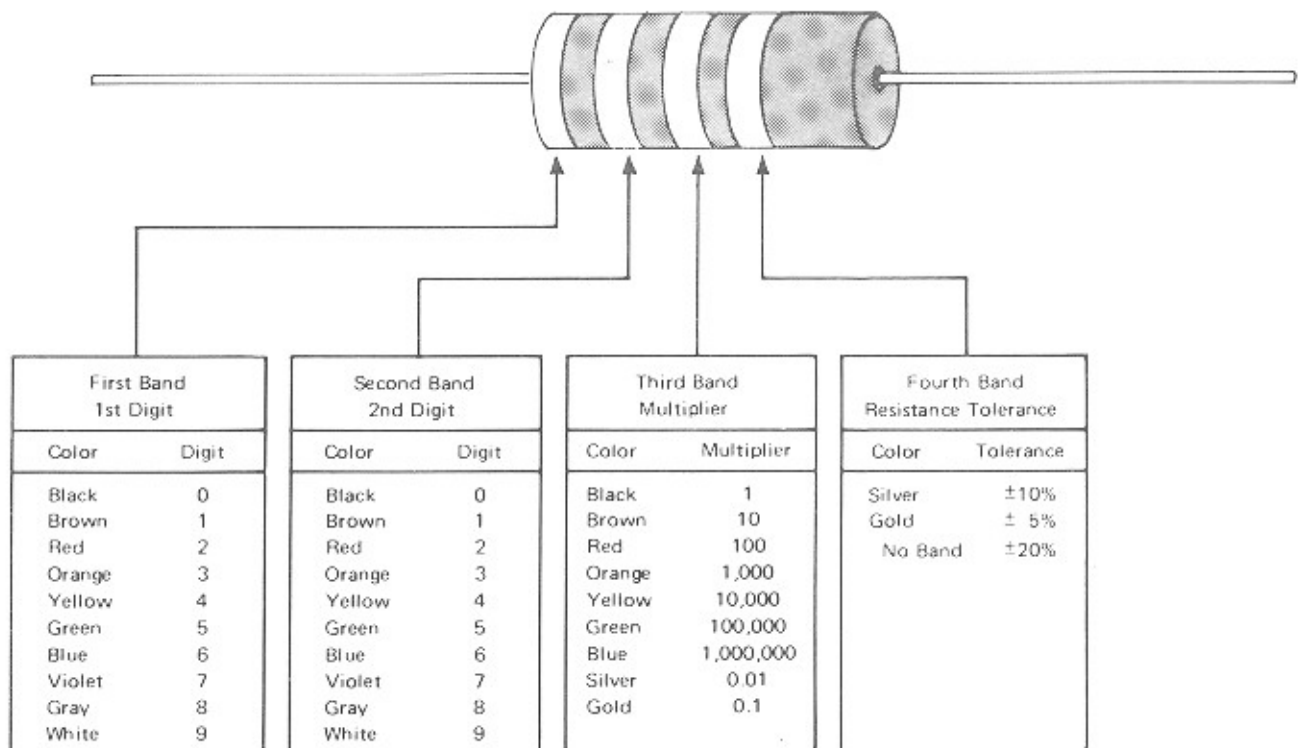 First Band
1st Digit
Color Digit
Black 0
Brown 1
Red 2
Orange 3
Yellow 4
Green 5
Blue 6
Violet 7
Gray 8
White 9
Second Band
2nd Digit
Color Digit
Black 0
Brown 1
Red 2
Orange 3
Yellow 4
Green 5
Blue 6
Violet 7
Gray 8
White 9
Third Band
Multiplier
Color Multiplier
Black 1
Brown 10
Red 100
Orange 1,000
Yellow 10,000
Green 100,000
Blue 1,000,000
Silver 0.01
Gold 0.1
Fourth Band
Resistance Tolerance
Color Tolerance
Silver ±10%
Gold ± 5%
No Band ±20%